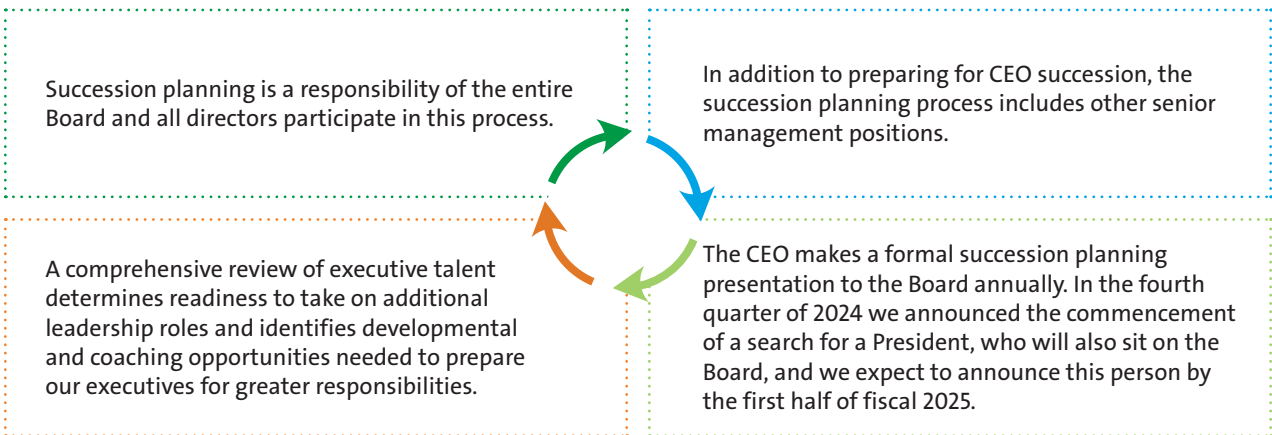 Succession planning is a responsibility of the entire
Board and all directors participate in this process.
In addition to preparing for CEO succession, the
succession planning process includes other senior
management positions.
The CEO makes a formal succession planning
presentation to the Board annually. In the fourth
quarter of 2024 we announced the commencement
of a search for a President, who will also sit on the
Board, and we expect to announce this person by
the first half of fiscal 2025.
A comprehensive review of executive talent
determines readiness to take on additional
leadership roles and identifies developmental
and coaching opportunities needed to prepare
our executives for greater responsibilities.